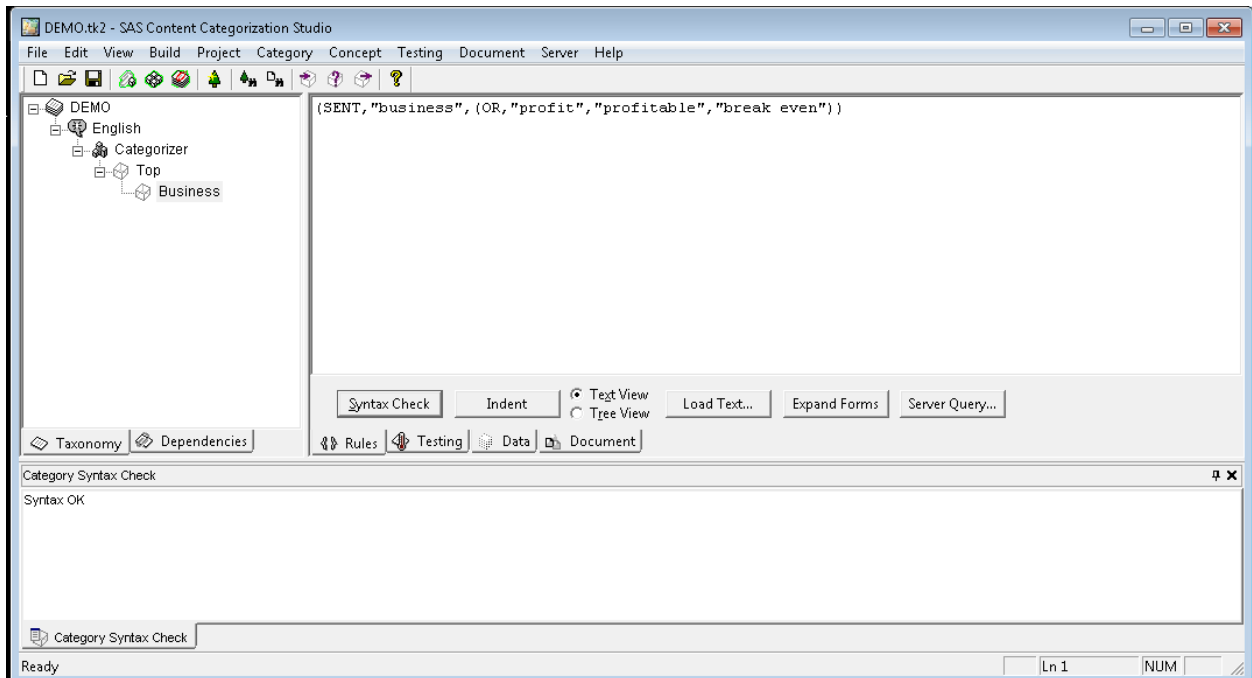 DEMO.tk2 - SAS Content Categorization Studio
File Edit View Build Project Category Concept Testing Document Server Help
DEMO
English
Categorizer
Top
Business
(SENT,"business",(OR,"profit","profitable","break even"))
Syntax Check
Indent
Text View
Tree View
Load Text...
Expand Forms
Server Query...
Taxonomy Dependencies
Rules Testing Data Document
Category Syntax Check
Syntax OK
Category Syntax Check
Ready Ln 1 NUM